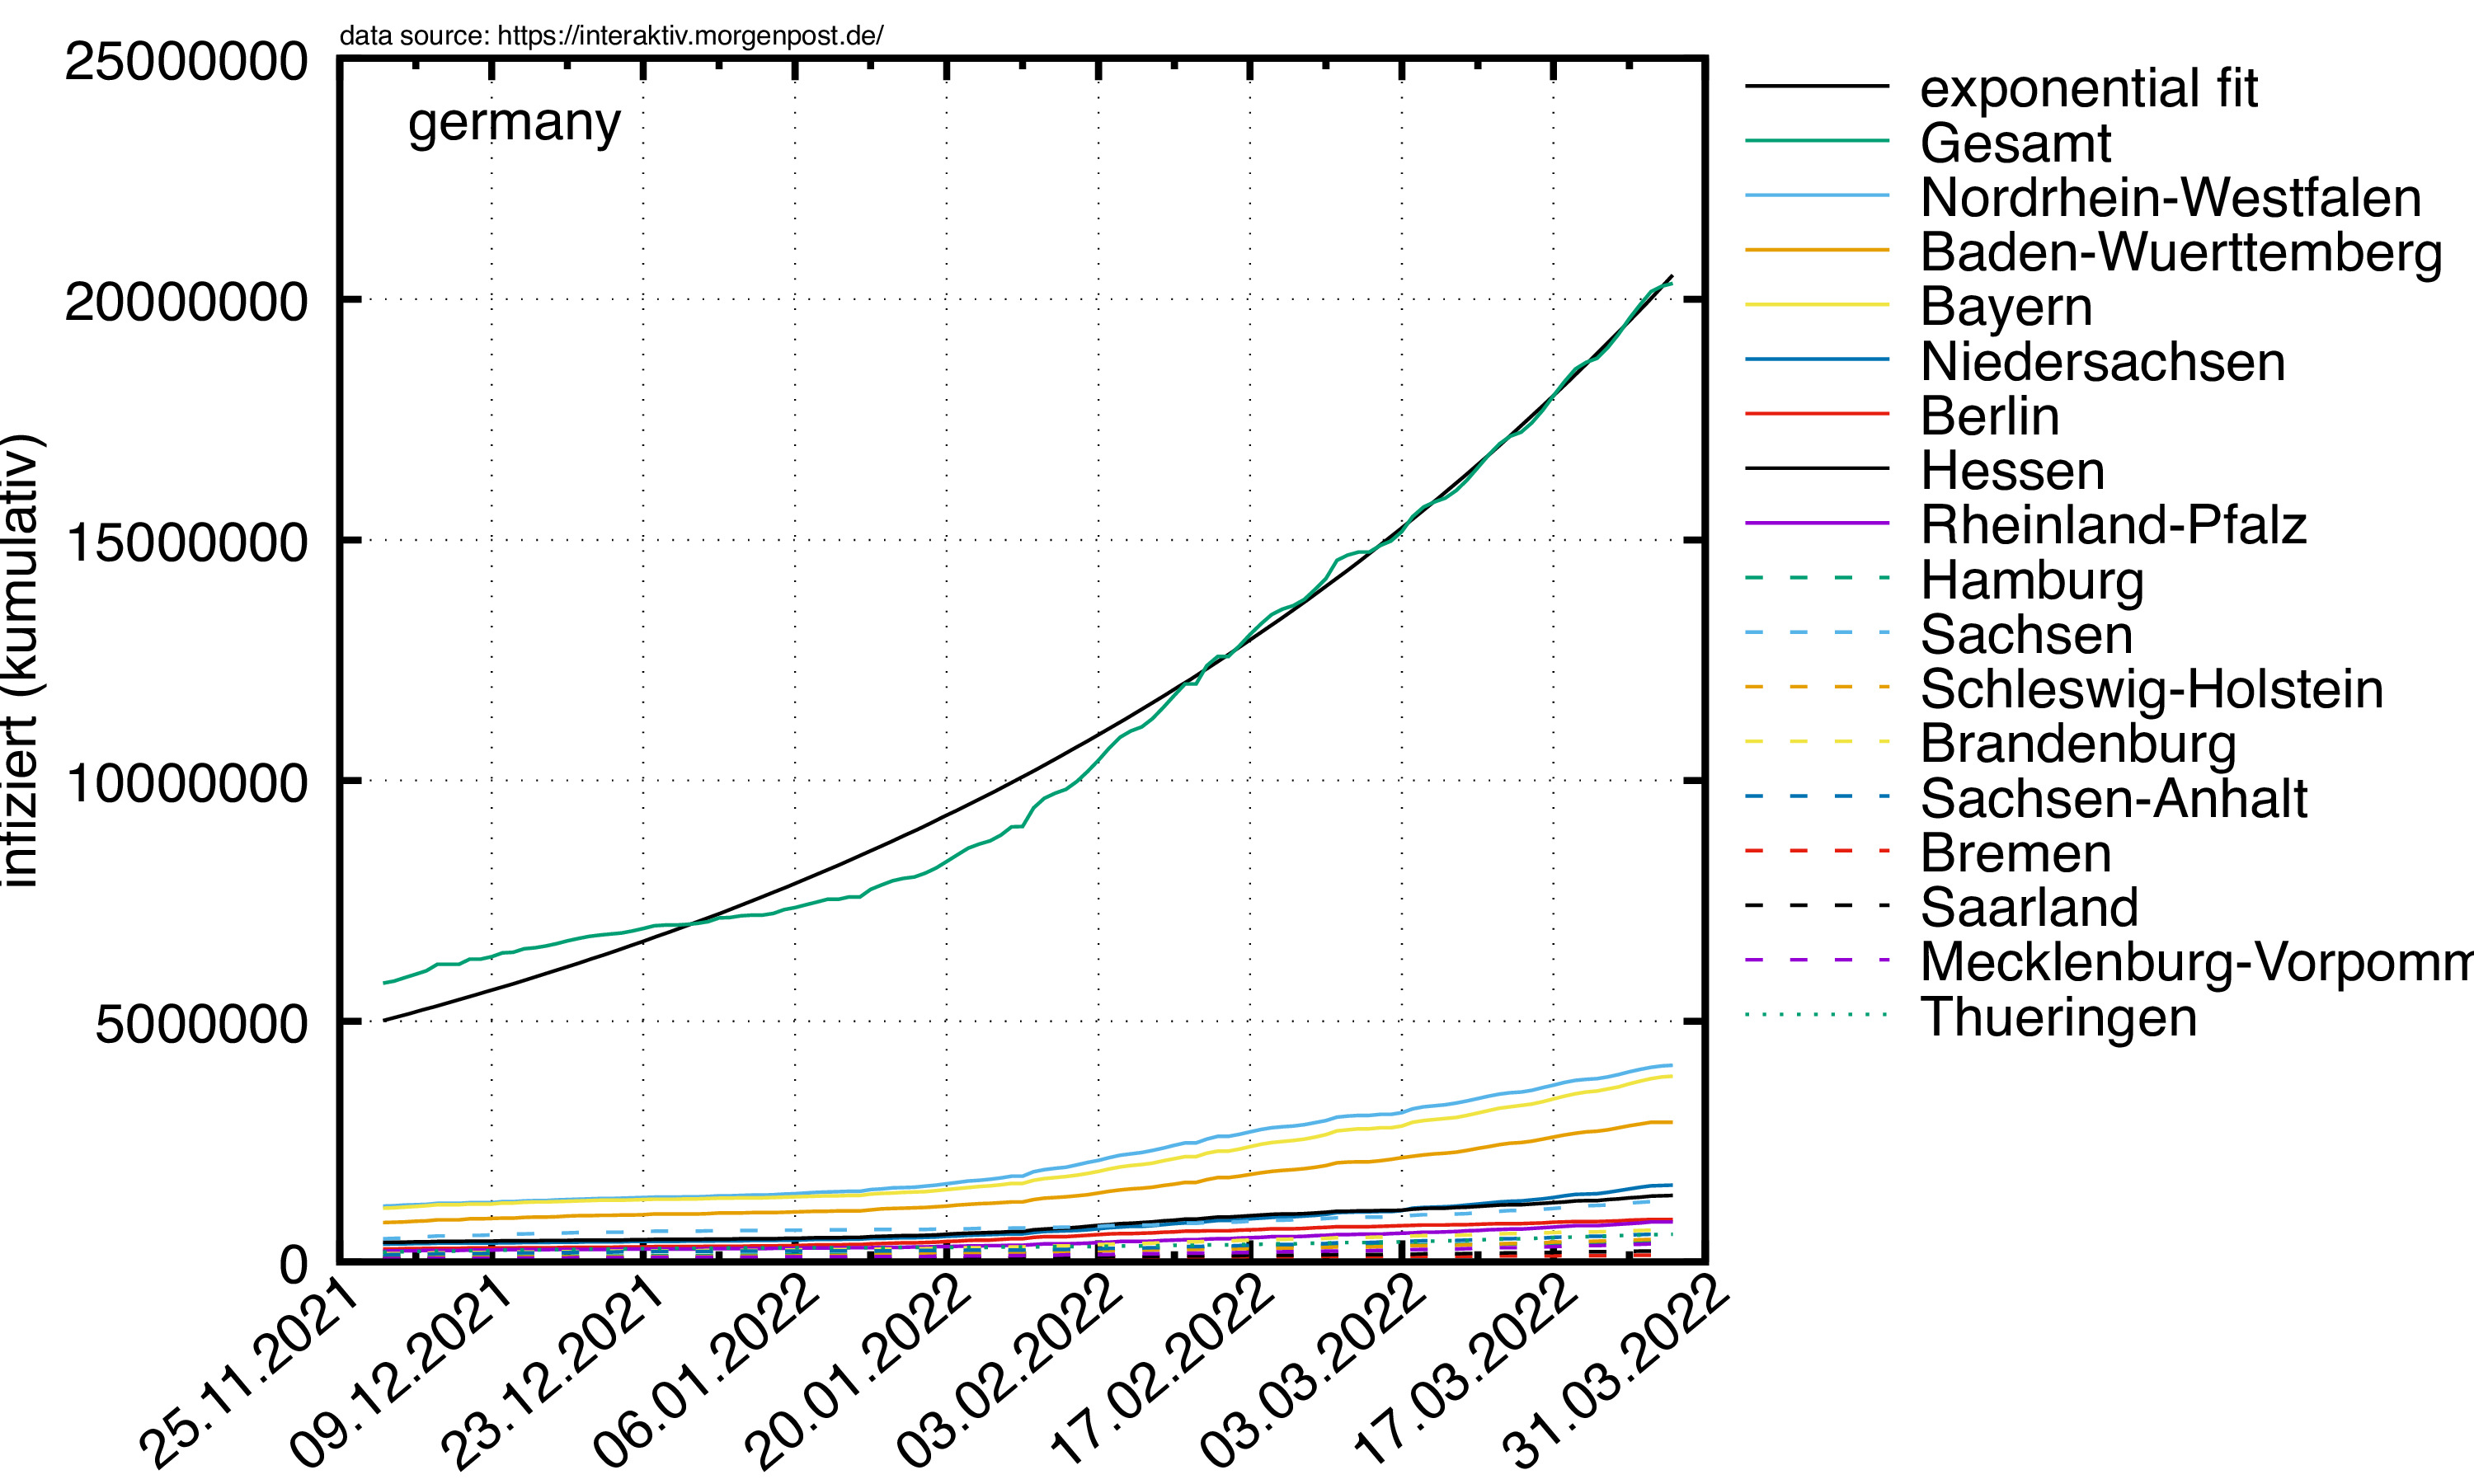 data source: https://interaktiv.morgenpost.de/
germany
infiziert (kumulativ)
25000000
20000000
15000000
10000000
5000000
0
25.11.2021
09.12.2021
23.12.2021
06.01.2022
20.01.2022
03.02.2022
17.02.2022
03.03.2022
17.03.2022
31.03.2022
exponential fit
Gesamt
Nordrhein-Westfalen
Baden-Wuerttemberg
Bayern
Niedersachsen
Berlin
Hessen
Rheinland-Pfalz
Hamburg
Sachsen
Schleswig-Holstein
Brandenburg
Sachsen-Anhalt
Bremen
Saarland
Mecklenburg-Vorpomm
Thueringen